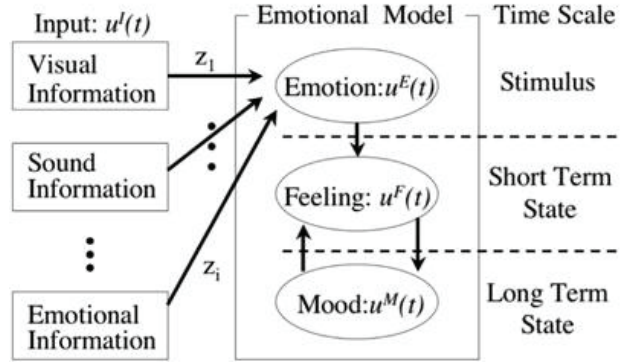 Input: u^I(t)
Emotional Model
Time Scale
Visual
Information
z_1
Emotion:u^E(t)
Stimulus
Sound
Information
Feeling: u^F(t)
Short Term
State
z_i
Emotional
Information
Mood:u^M(t)
Long Term
State